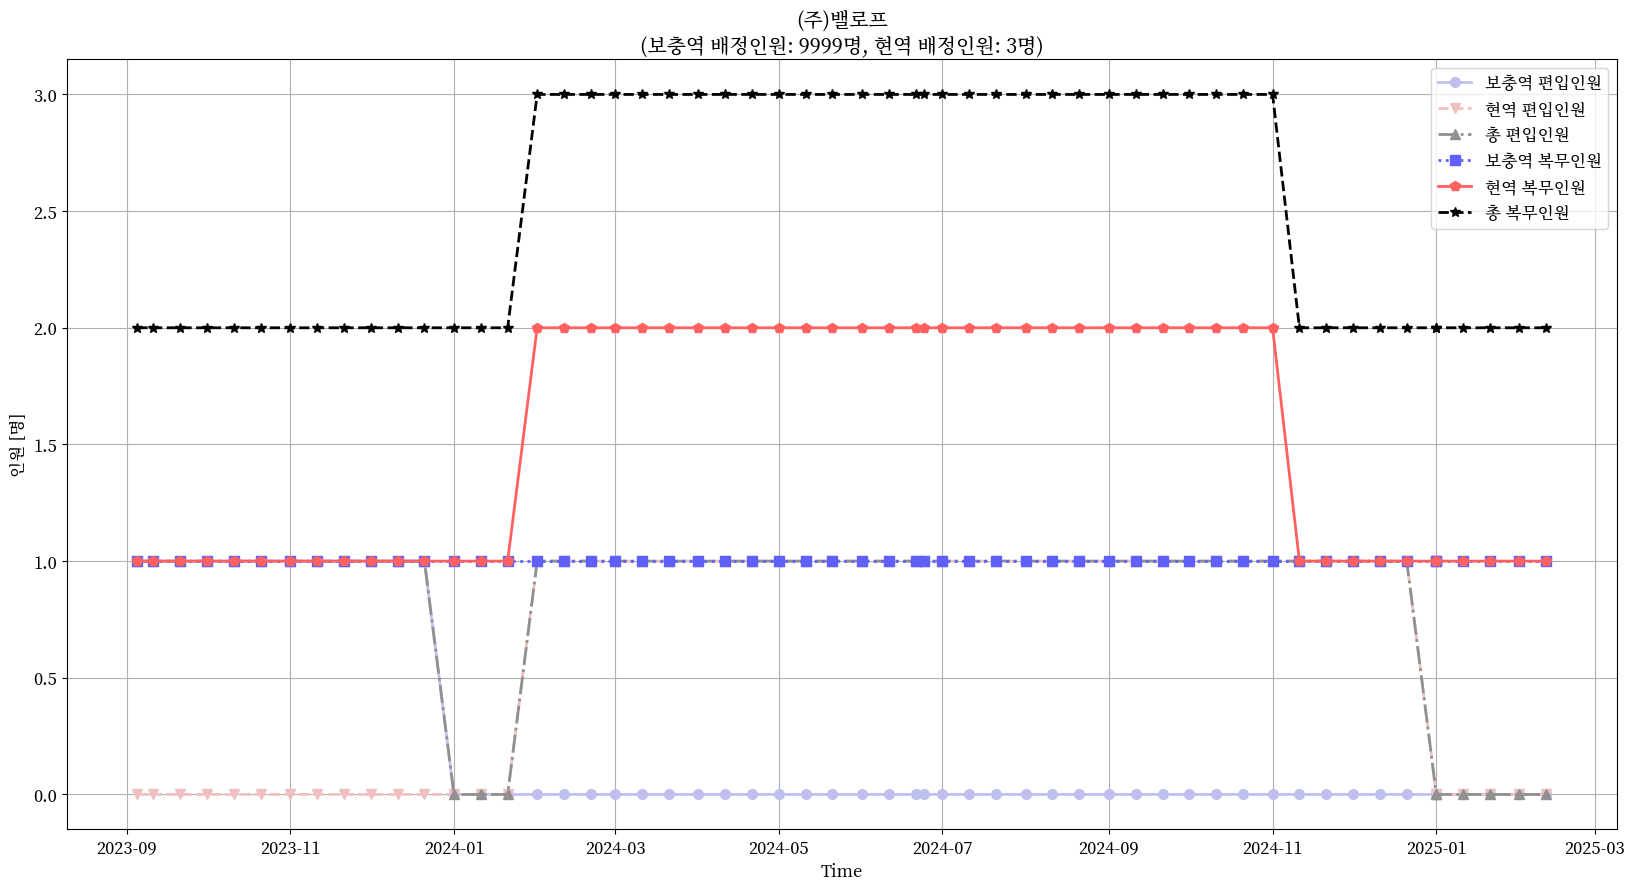 (주)밸로프
(보충역 배정인원: 9999명, 현역 배정인원: 3명)
보충역 편입인원
현역 편입인원
총 편입인원
보충역 복무인원
현역 복무인원
총 복무인원
인원 [명]
3.0
2.5
2.0
1.5
1.0
0.5
0.0
2023-09
2023-11
2024-01
2024-03
2024-05
2024-07
2024-09
2024-11
2025-01
2025-03
Time